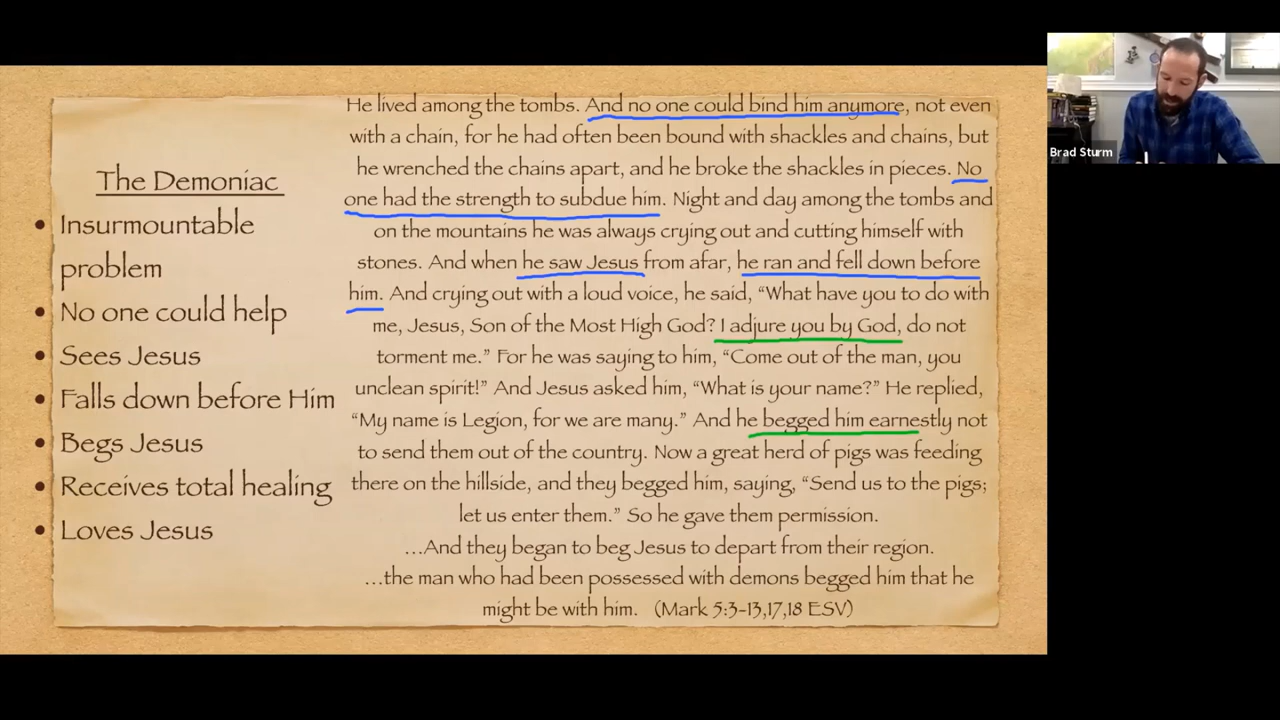 The Demoniac
• Insurmountable
problem
• No one could help
• Sees Jesus
• Falls down before Him
• Begs Jesus
• Receives total healing
• Loves Jesus
He lived among the tombs. And no one could bind him anymore, not even
with a chain, for he had often been bound with shackles and chains, but
he wrenched the chains apart, and he broke the shackles in pieces. No
one had the strength to subdue him. Night and day among the tombs and
on the mountains he was always crying out and cutting himself with
stones. And when he saw Jesus from afar, he ran and fell down before
him. And crying out with a loud voice, he said, “What have you to do with
me, Jesus, Son of the Most High God? I adjure you by God, do not
torment me.” For he was saying to him, “Come out of the man, you
unclean spirit!” And Jesus asked him, “What is your name?” He replied,
“My name is Legion, for we are many.” And he begged him earnestly not
to send them out of the country. Now a great herd of pigs was feeding
there on the hillside, and they begged him, saying, “Send us to the pigs;
let us enter them.” So he gave them permission.
…And they began to beg Jesus to depart from their region.
…the man who had been possessed with demons begged him that he
might be with him. (Mark 5:3-13,17,18 ESV)
Brad Sturm